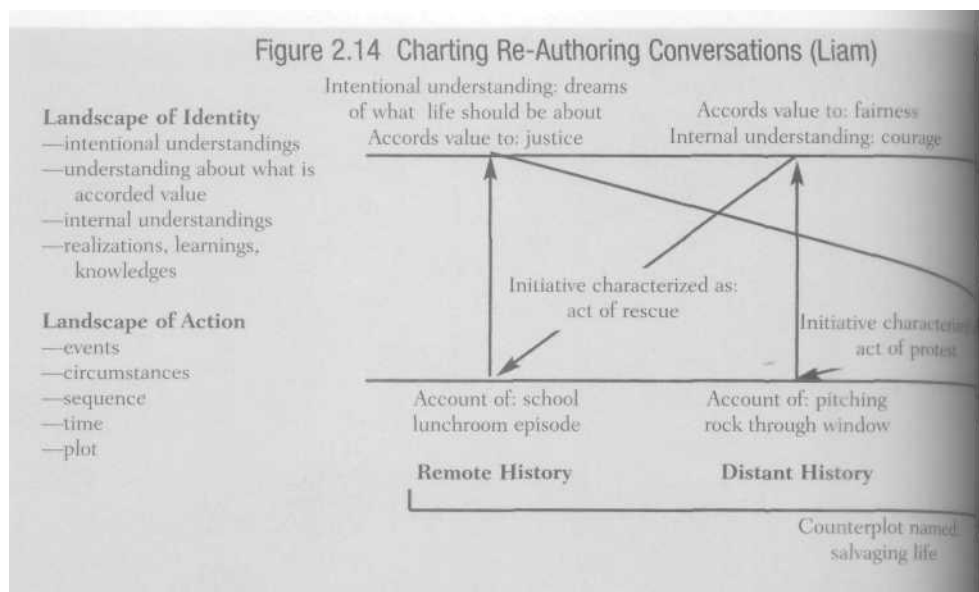 Figure 2.14 Charting Re-Authoring Conversations (Liam)
Landscape of Identity
—intentional understandings
—understanding about what is
accorded value
—internal understandings
—realizations, learnings,
knowledges
Landscape of Action
—events
—circumstances
—sequence
—time
—plot
Intentional understanding: dreams
of what life should be about
Accords value to: justice
Accords value to: fairness
Internal understanding: courage
Initiative characterized as:
act of rescue
Initiative
act of protest
Account of: school
lunchroom episode
Account of: pitching
rock through window
Remote History
Distant History
Counterplot named
salvaging life